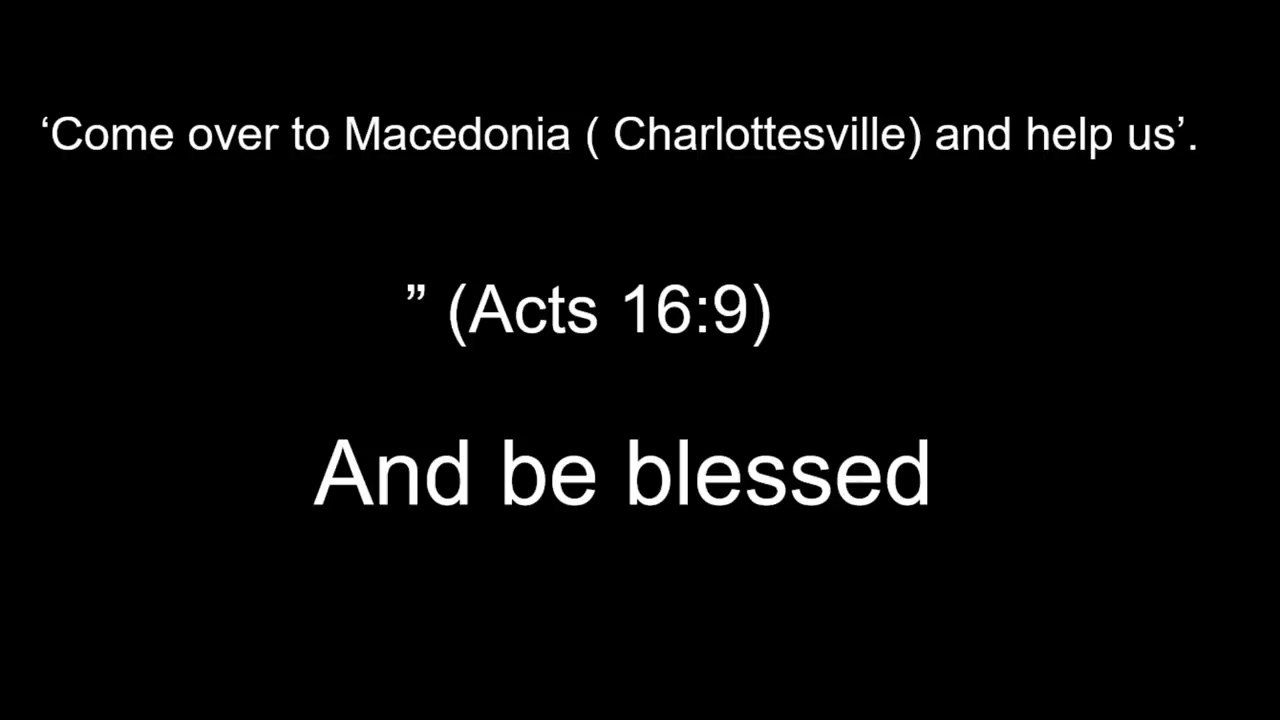 ‘Come over to Macedonia ( Charlottesville) and help us’.
” (Acts 16:9)
And be blessed